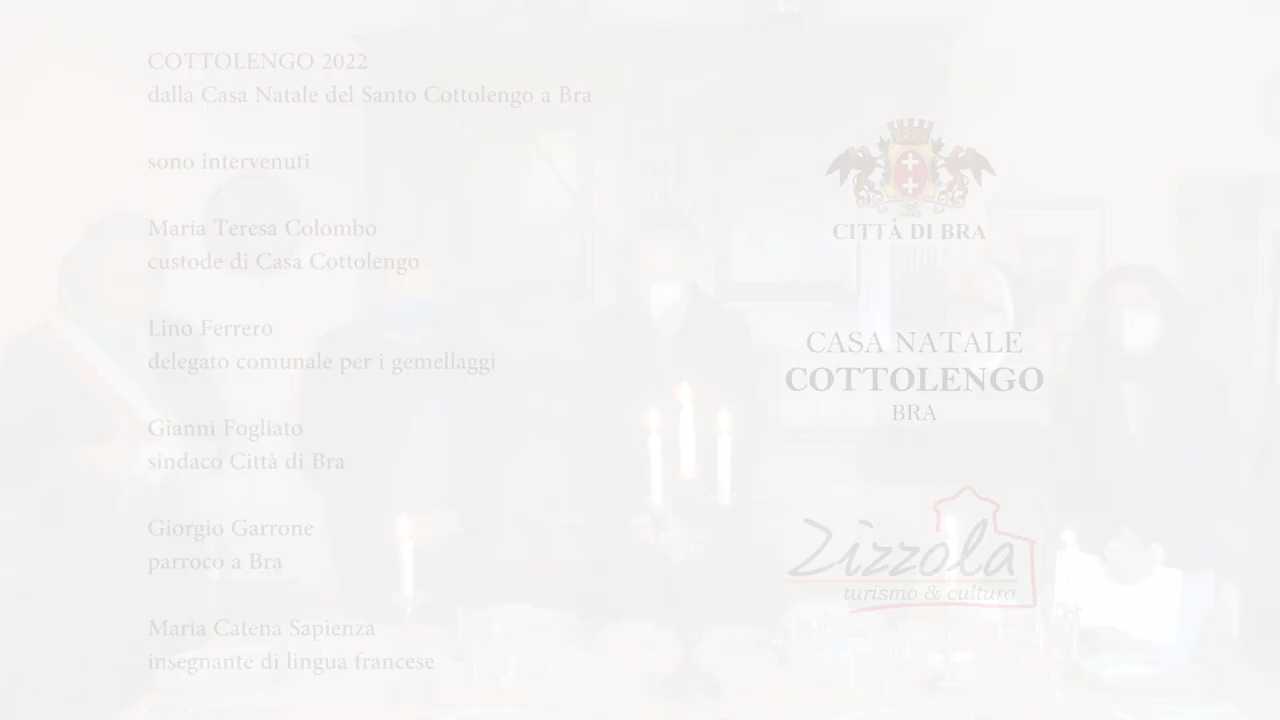 COTTOLENGO 2022
dalla Casa Natale del Santo Cottolengo a Bra
sono intervenuti
Maria Teresa Colombo
custode di Casa Cottolengo
Lino Ferrero
delegato comunale per i gemellaggi
Gianni Fogliato
sindaco Città di Bra
Giorgio Garrone
parroco a Bra
Maria Catena Sapienza
insegnante di lingua francese
CITTÀ DI BRA
CASA NATALE
COTTOLENGO
BRA
Zizzola
turismo & cultura